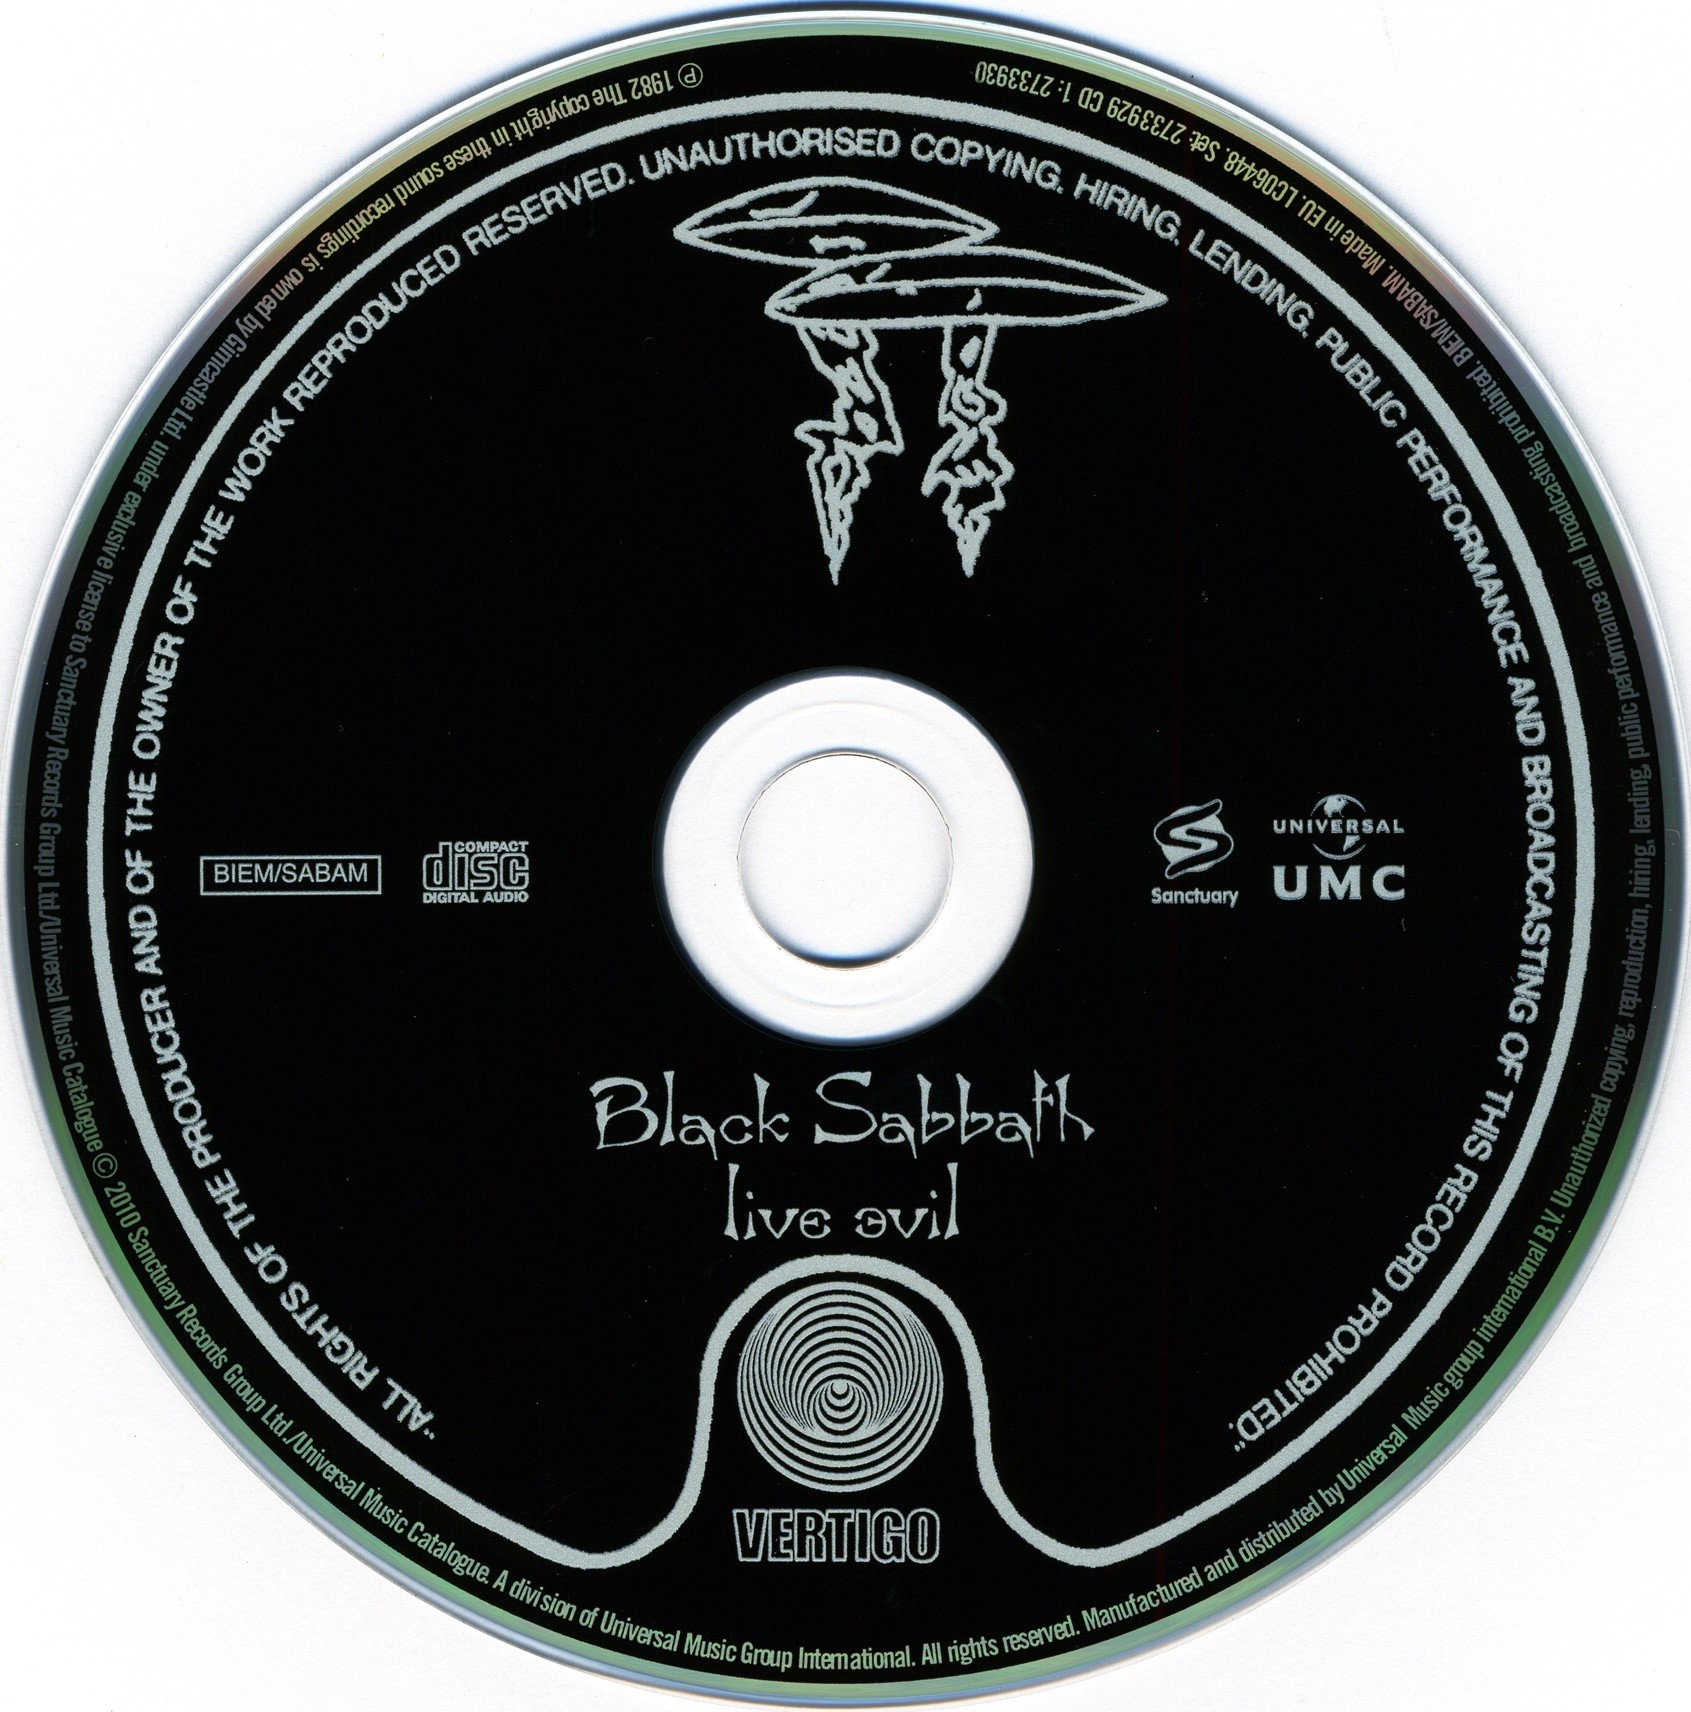 ℗ 1982 The copyright in these sound recordings is owned by Gimcastle Ltd. under exclusive license to Sanctuary Records Group Ltd/Universal Music Catalogue © 2010 Sanctuary Records Group Ltd./Universal Music Catalogue. A division of Universal Music Group International. All rights reserved. Manufactured and distributed by Universal Music group international B.V. Unauthorized copying, reproduction, hiring, lending, public performance and broadcasting prohibited. BIEM/SABAM. Made in EU. LC06448. Set: 2733929 CD 1: 2733930
"ALL RIGHTS OF THE PRODUCER AND OF THE OWNER OF THE WORK REPRODUCED RESERVED. UNAUTHORISED COPYING. HIRING. LENDING. PUBLIC PERFORMANCE AND BROADCASTING OF THIS RECORD PROHIBITED."
BIEM/SABAM
COMPACT
disc
DIGITAL AUDIO
Sanctuary
UNIVERSAL
UMC
Black Sabbath
live evil
VERTIGO